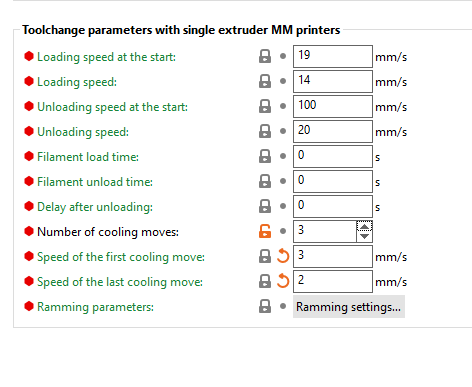 Toolchange parameters with single extruder MM printers
Loading speed at the start: 19 mm/s
Loading speed: 14 mm/s
Unloading speed at the start: 100 mm/s
Unloading speed: 20 mm/s
Filament load time: 0 s
Filament unload time: 0 s
Delay after unloading: 0 s
Number of cooling moves: 3
Speed of the first cooling move: 3 mm/s
Speed of the last cooling move: 2 mm/s
Ramming parameters: Ramming settings...